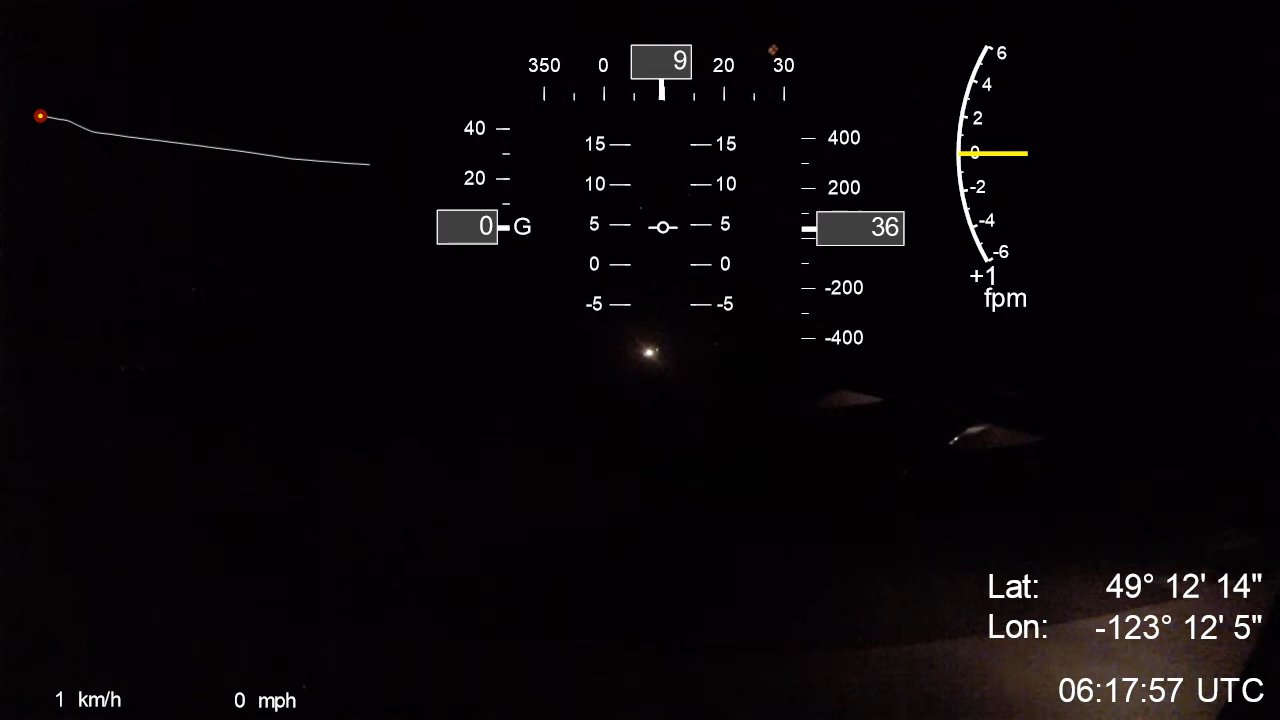 350 0 9 20 30
40
20
0 G
15 15
10 10
5 5
0 0
-5 -5
400
200
36
-200
-400
6
4
2
0
-2
-4
-6
+1
fpm
Lat: 49° 12' 14"
Lon: -123° 12' 5"
06:17:57 UTC
1 km/h 0 mph